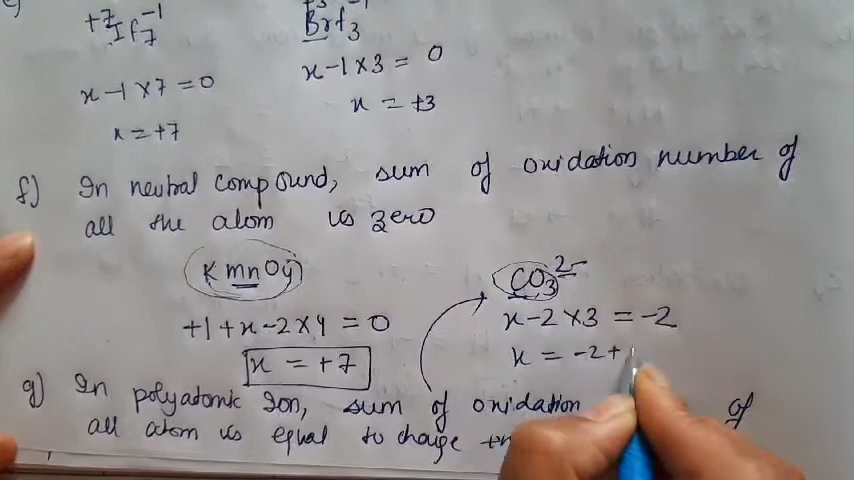 +7 -1
If7
Brf3
x-1×7=0
x-1×3=0
x=+7
x=+3
f) In neutral compound, sum of oxidation number of
all the atom is zero
KmnO4
CO3 2-
+1+x-2×4=0
x-2×3=-2
x=+7
x=-2+
g) In polyatomic Ion, sum of oxidation of
all atom is equal to charge